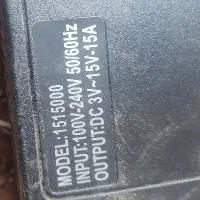 MODEL:1515000
INPUT:100V-240V 50/60Hz
OUTPUT:DC 3V~15V-15A